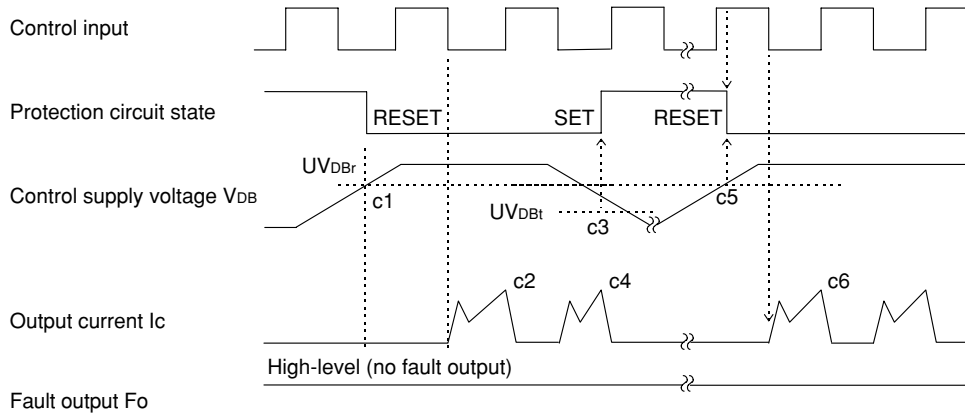 Control input
Protection circuit state
RESET
SET
RESET
UVDBr
Control supply voltage VDB
c1
UVDBt
c3
c5
c2
c4
c6
Output current Ic
High-level (no fault output)
Fault output Fo